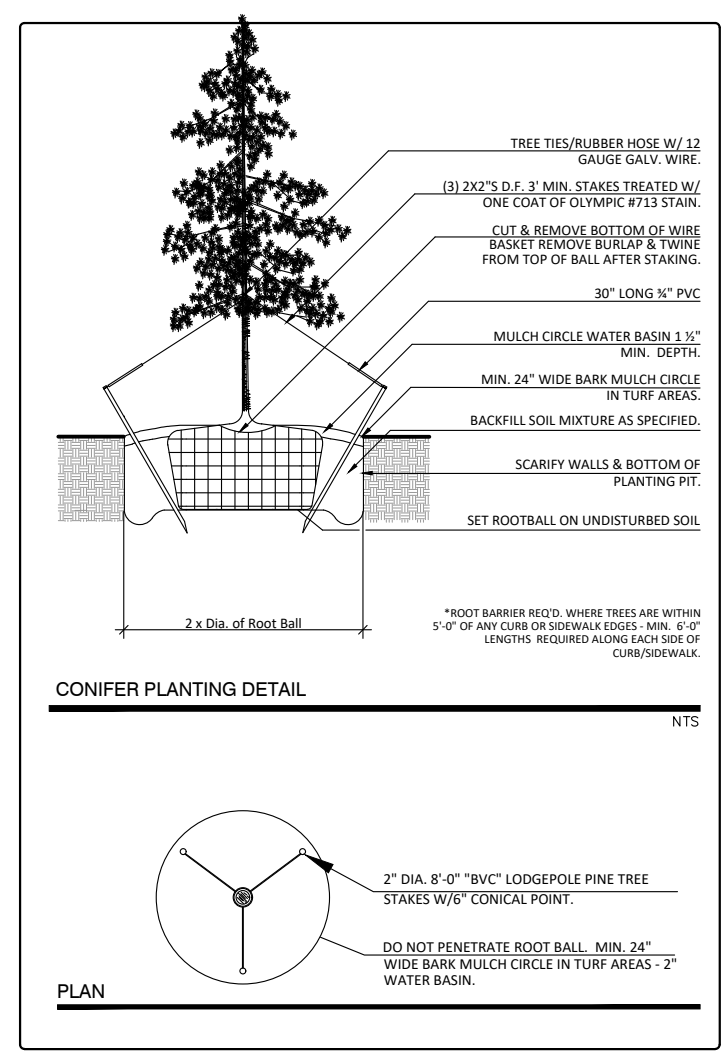 TREE TIES/RUBBER HOSE W/ 12
GAUGE GALV. WIRE.
(3) 2X2"S D.F. 3' MIN. STAKES TREATED W/
ONE COAT OF OLYMPIC #713 STAIN.
CUT & REMOVE BOTTOM OF WIRE
BASKET REMOVE BURLAP & TWINE
FROM TOP OF BALL AFTER STAKING.
30" LONG ¾" PVC
MULCH CIRCLE WATER BASIN 1 ½"
MIN. DEPTH.
MIN. 24" WIDE BARK MULCH CIRCLE
IN TURF AREAS.
BACKFILL SOIL MIXTURE AS SPECIFIED.
SCARIFY WALLS & BOTTOM OF
PLANTING PIT.
SET ROOTBALL ON UNDISTURBED SOIL
2 x Dia. of Root Ball
*ROOT BARRIER REQ'D. WHERE TREES ARE WITHIN
5'-0" OF ANY CURB OR SIDEWALK EDGES - MIN. 6'-0"
LENGTHS REQUIRED ALONG EACH SIDE OF
CURB/SIDEWALK.
CONIFER PLANTING DETAIL
NTS
2" DIA. 8'-0" "BVC" LODGEPOLE PINE TREE
STAKES W/6" CONICAL POINT.
DO NOT PENETRATE ROOT BALL. MIN. 24"
WIDE BARK MULCH CIRCLE IN TURF AREAS - 2"
WATER BASIN.
PLAN